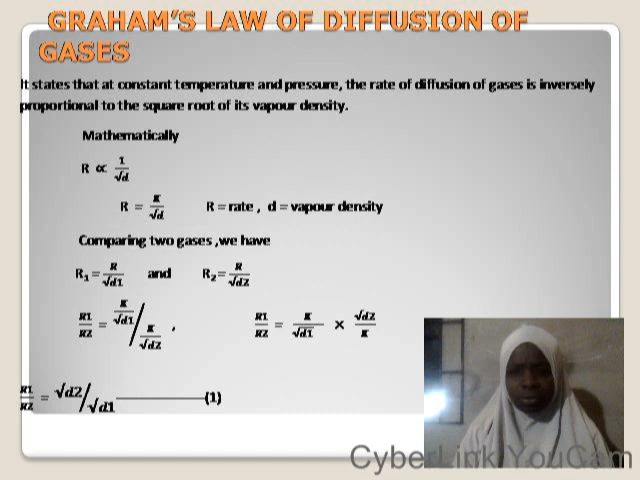 GRAHAM'S LAW OF DIFFUSION OF
GASES
It states that at constant temperature and pressure, the rate of diffusion of gases is inversely
proportional to the square root of its vapour density.
Mathematically
R ∝ 1/√d
R = K/√d R = rate , d = vapour density
Comparing two gases ,we have
R₁ = R/√d1 and R₂= R/√d2
R1/R2 = K/√d1 / K/√d2 , R1/R2 = K/√d1 × √d2/K
R1/R2 = √d2/√d1 (1)
CyberLink YouCam